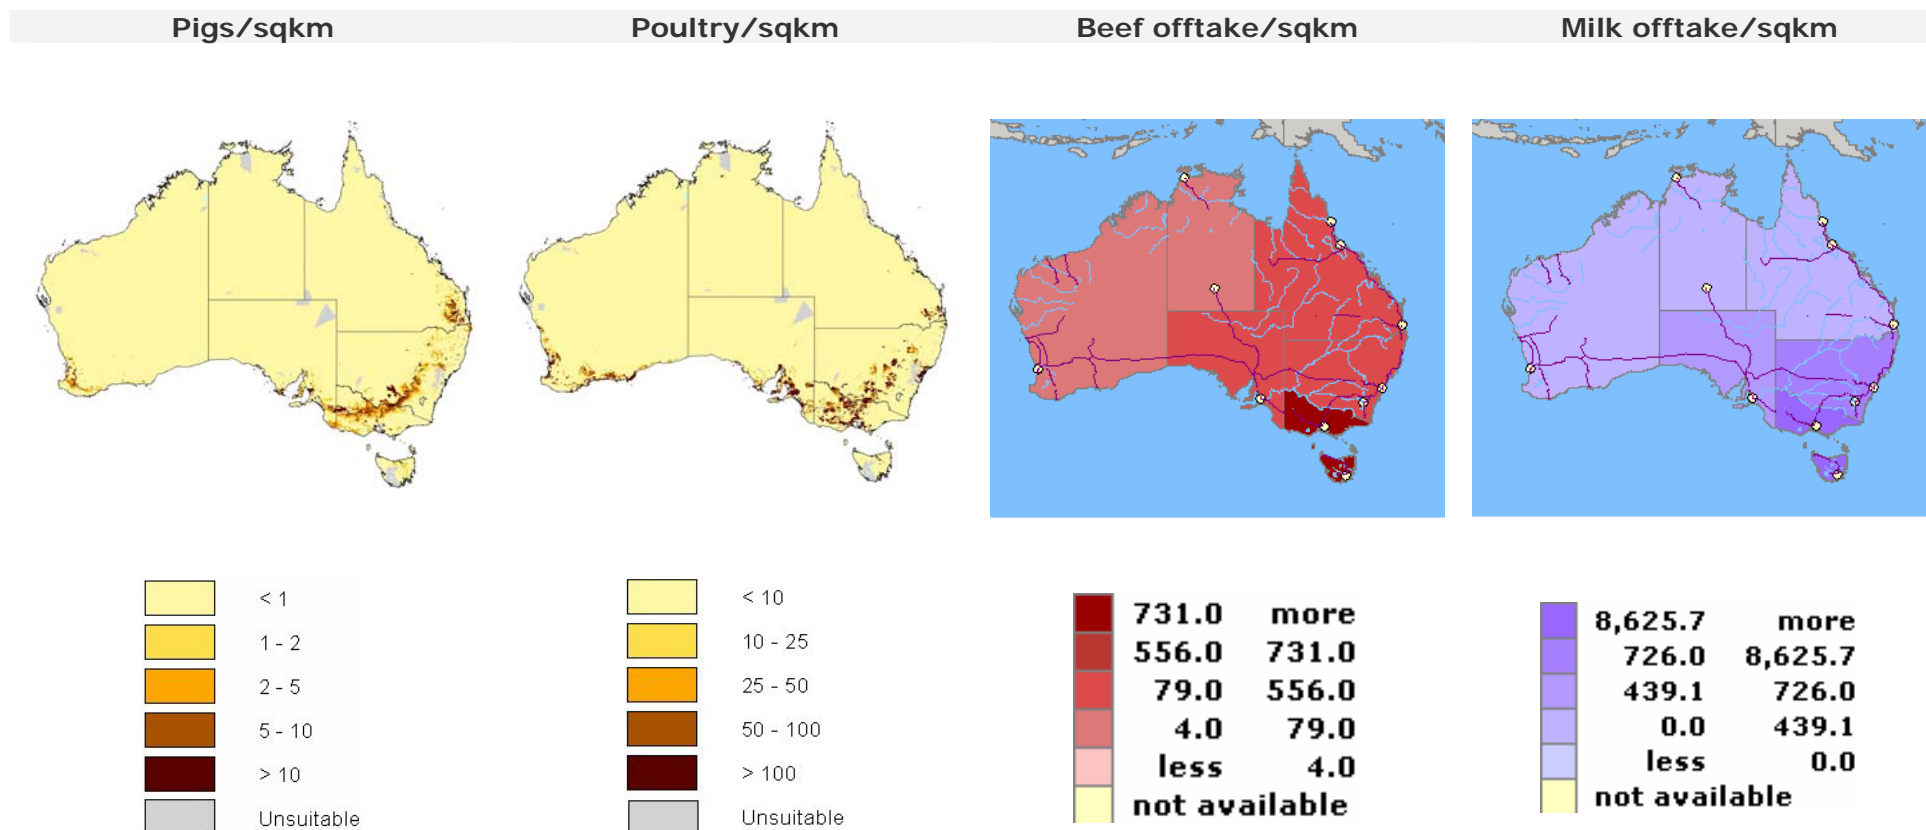 Pigs/sqkm
Poultry/sqkm
Beef offtake/sqkm
Milk offtake/sqkm
< 1
1 - 2
2 - 5
5 - 10
> 10
Unsuitable
< 10
10 - 25
25 - 50
50 - 100
> 100
Unsuitable
731.0 more
556.0 731.0
79.0 556.0
4.0 79.0
less 4.0
not available
8,625.7 more
726.0 8,625.7
439.1 726.0
0.0 439.1
less 0.0
not available